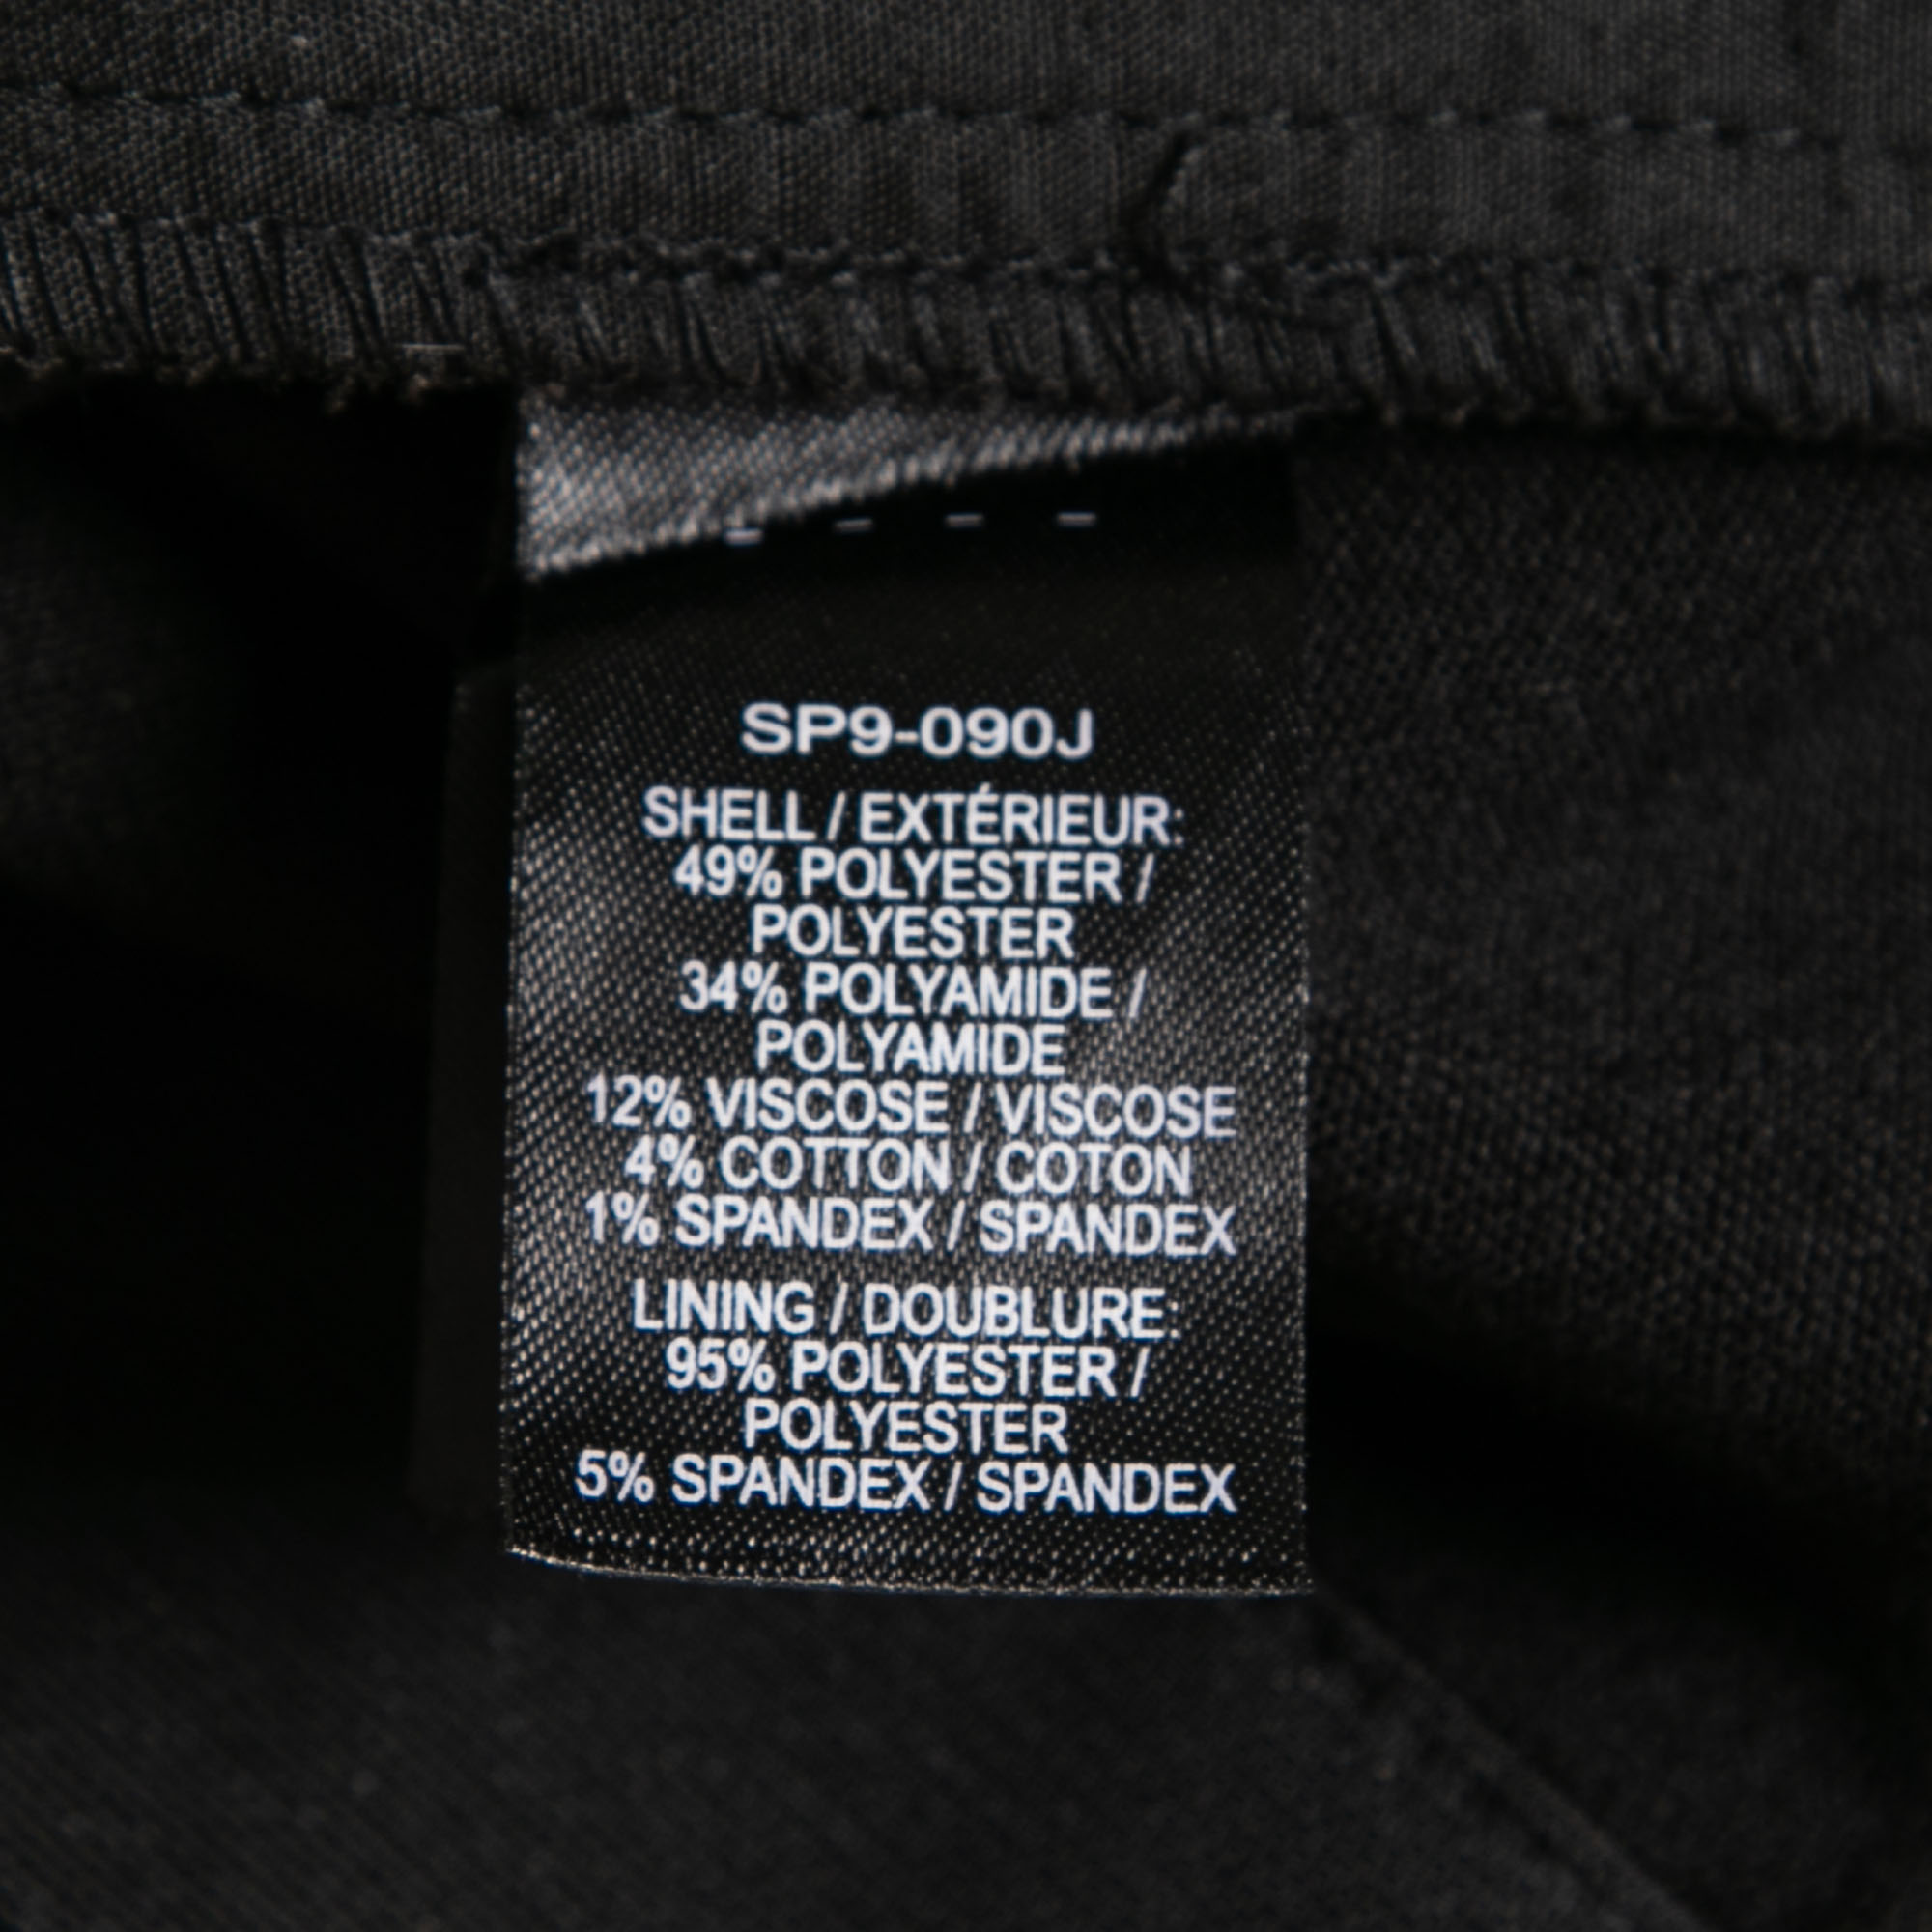 SP9-090J
SHELL / EXTÉRIEUR:
49% POLYESTER /
POLYESTER
34% POLYAMIDE /
POLYAMIDE
12% VISCOSE / VISCOSE
4% COTTON / COTON
1% SPANDEX / SPANDEX
LINING / DOUBLURE:
95% POLYESTER /
POLYESTER
5% SPANDEX / SPANDEX